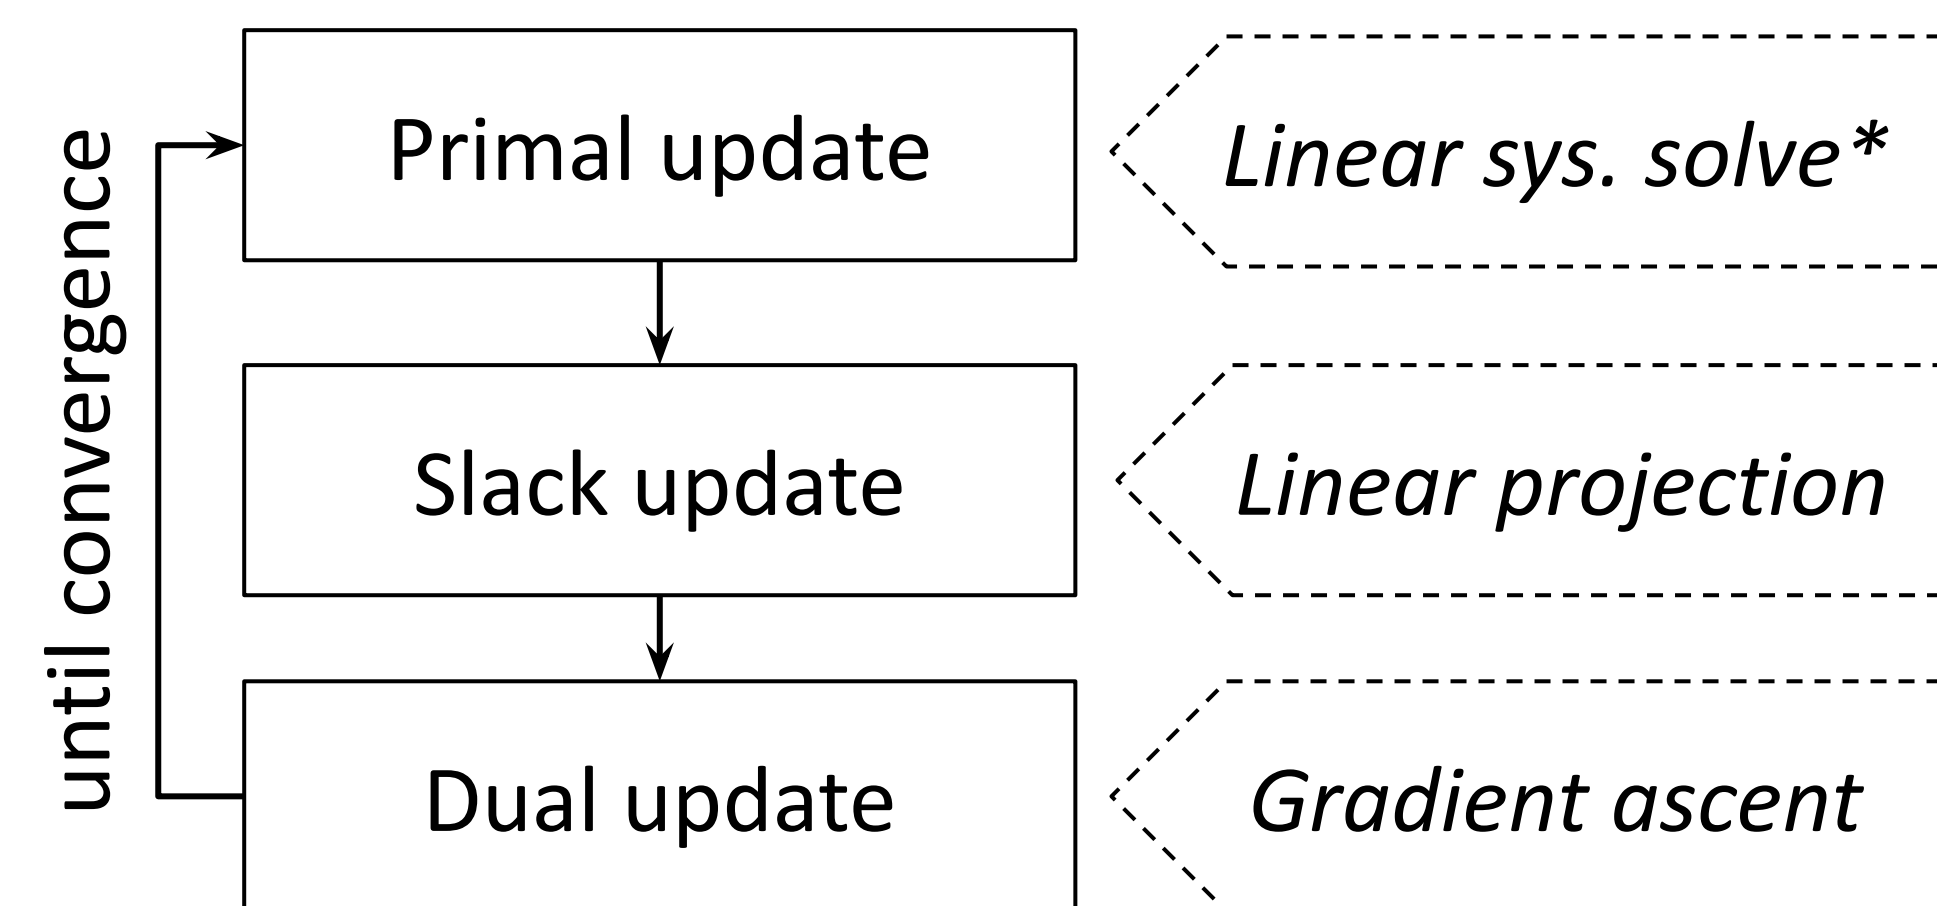 until convergence
Primal update
Linear sys. solve*
Slack update
Linear projection
Dual update
Gradient ascent